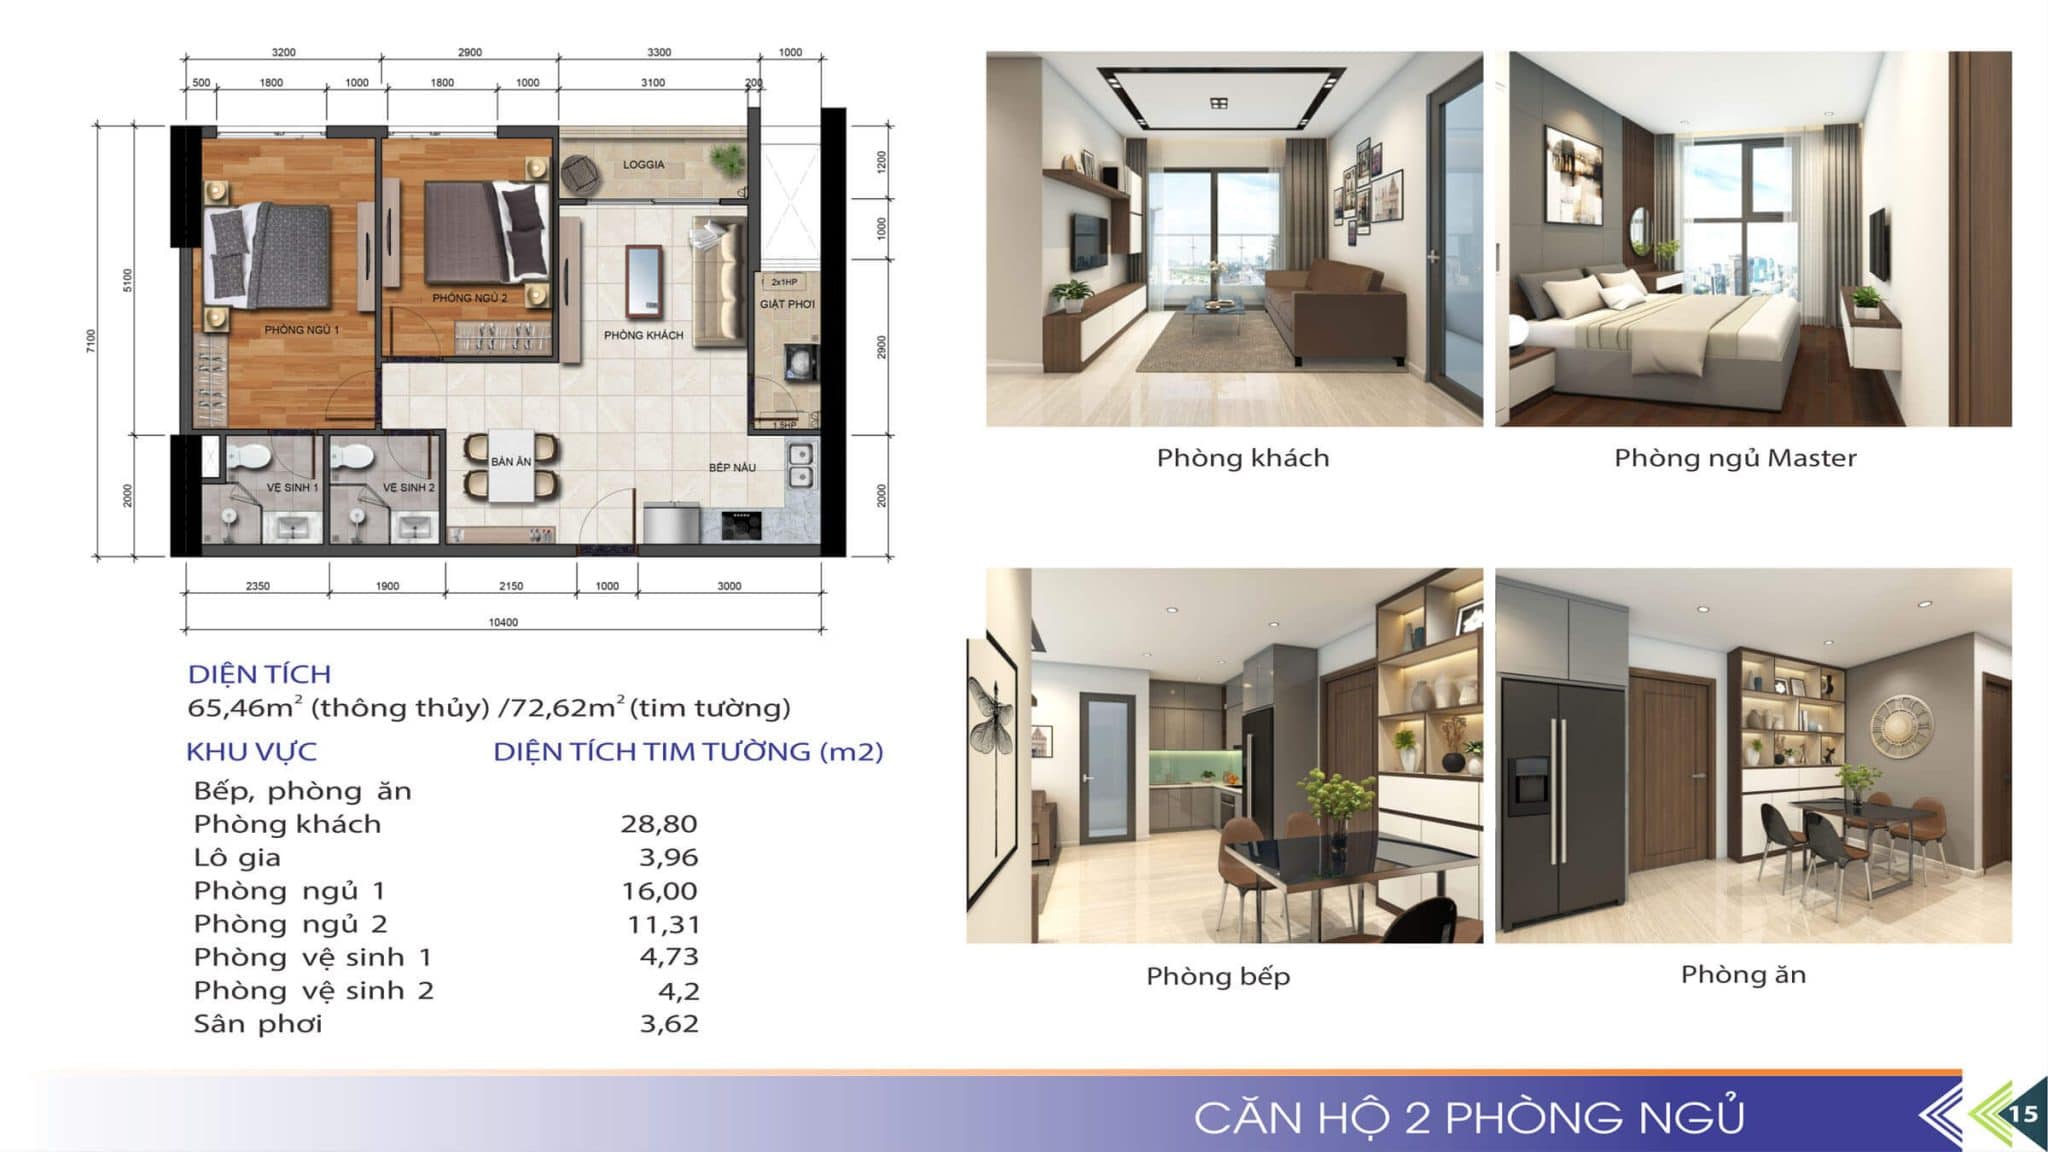 3200 2900 3300 1000
500 1800 1000 1800 1000 3100 200
LOGGIA
1200
1000
5100
7100
2x1HP
GIẶT PHƠI
PHÒNG NGỦ 2
PHÒNG NGỦ 1
PHÒNG KHÁCH
2900
1.5HP
BÀN ĂN
BẾP NẤU
VỆ SINH 1
VỆ SINH 2
2000
2000
2350 1900 2150 1000 3000
10400
Phòng khách
Phòng ngủ Master
DIỆN TÍCH
65,46m² (thông thủy) /72,62m² (tim tường)
KHU VỰC DIỆN TÍCH TIM TƯỜNG (m2)
Bếp, phòng ăn
Phòng khách 28,80
Lô gia 3,96
Phòng ngủ 1 16,00
Phòng ngủ 2 11,31
Phòng vệ sinh 1 4,73
Phòng vệ sinh 2 4,2
Sân phơi 3,62
Phòng bếp
Phòng ăn
CĂN HỘ 2 PHÒNG NGỦ
15